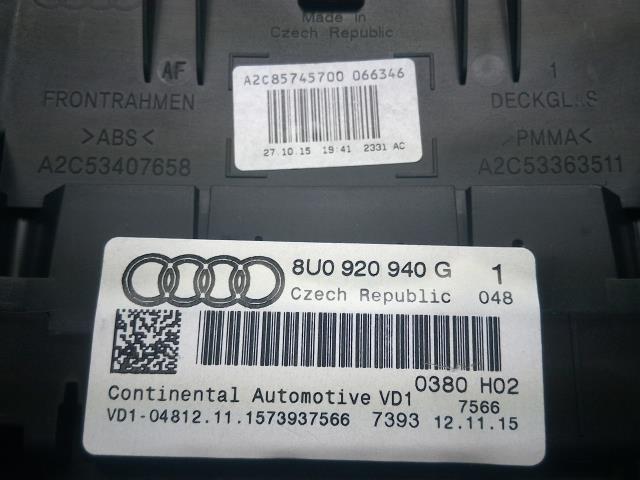 Made in
Czech Republic
A2C85745700 066346
27.10.15 19:41 2331 AC
AF
FRONTRAHMEN
>ABS<
A2C53407658
1
DECKGLAS
>PMMA<
A2C53363511
8U0 920 940 G 1
Czech Republic 048
0380 H02
Continental Automotive VD1 7566
VD1-04812.11.1573937566 7393 12.11.15